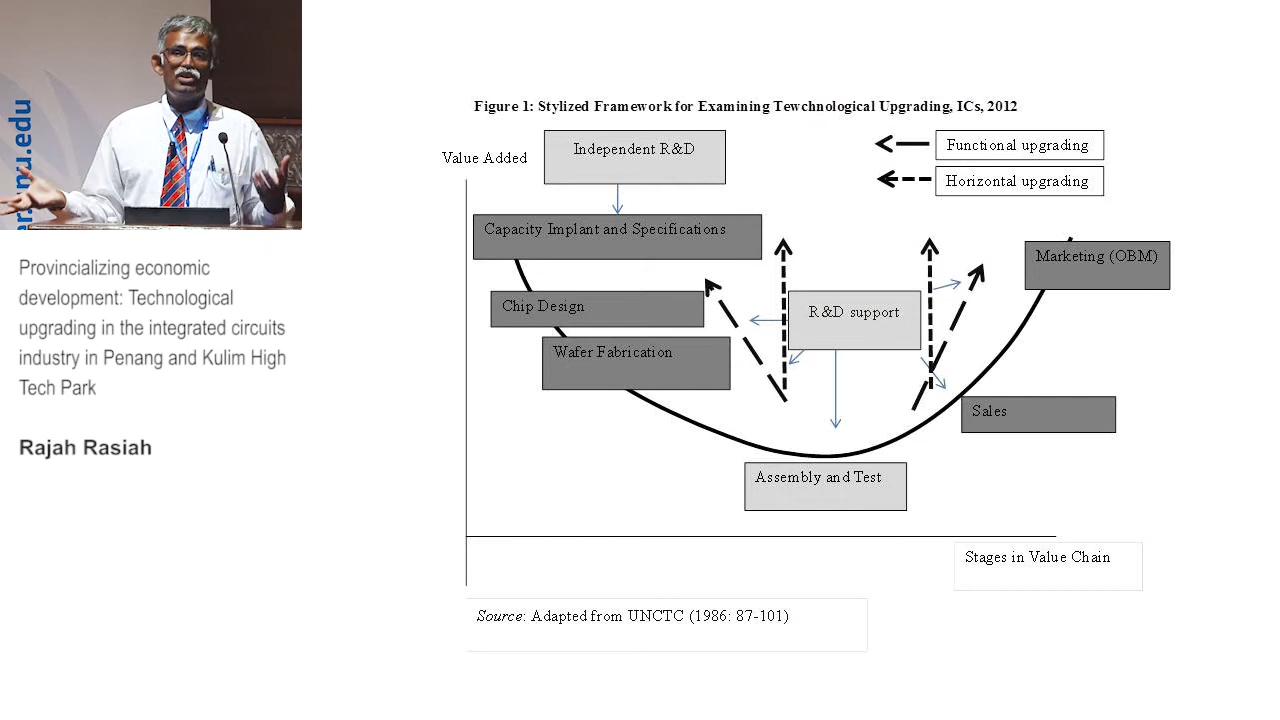 er.anu.edu
Provincializing economic
development: Technological
upgrading in the integrated circuits
industry in Penang and Kulim High
Tech Park
Rajah Rasiah
Figure 1: Stylized Framework for Examining Tewchnological Upgrading, ICs, 2012
Value Added
Independent R&D
Functional upgrading
Horizontal upgrading
Capacity Implant and Specifications
Marketing (OBM)
Chip Design
R&D support
Wafer Fabrication
Sales
Assembly and Test
Stages in Value Chain
Source: Adapted from UNCTC (1986: 87-101)